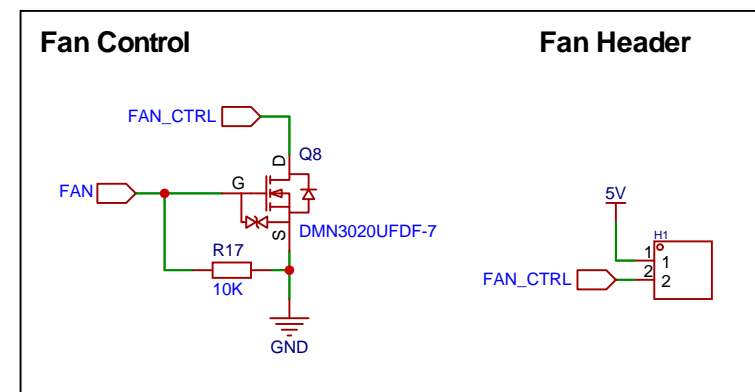 Fan Control
Fan Header
FAN_CTRL
D
Q8
FAN
G
5V
S
DMN3020UFDF-7
H1
R17
1
1
FAN_CTRL
2
2
10K
GND